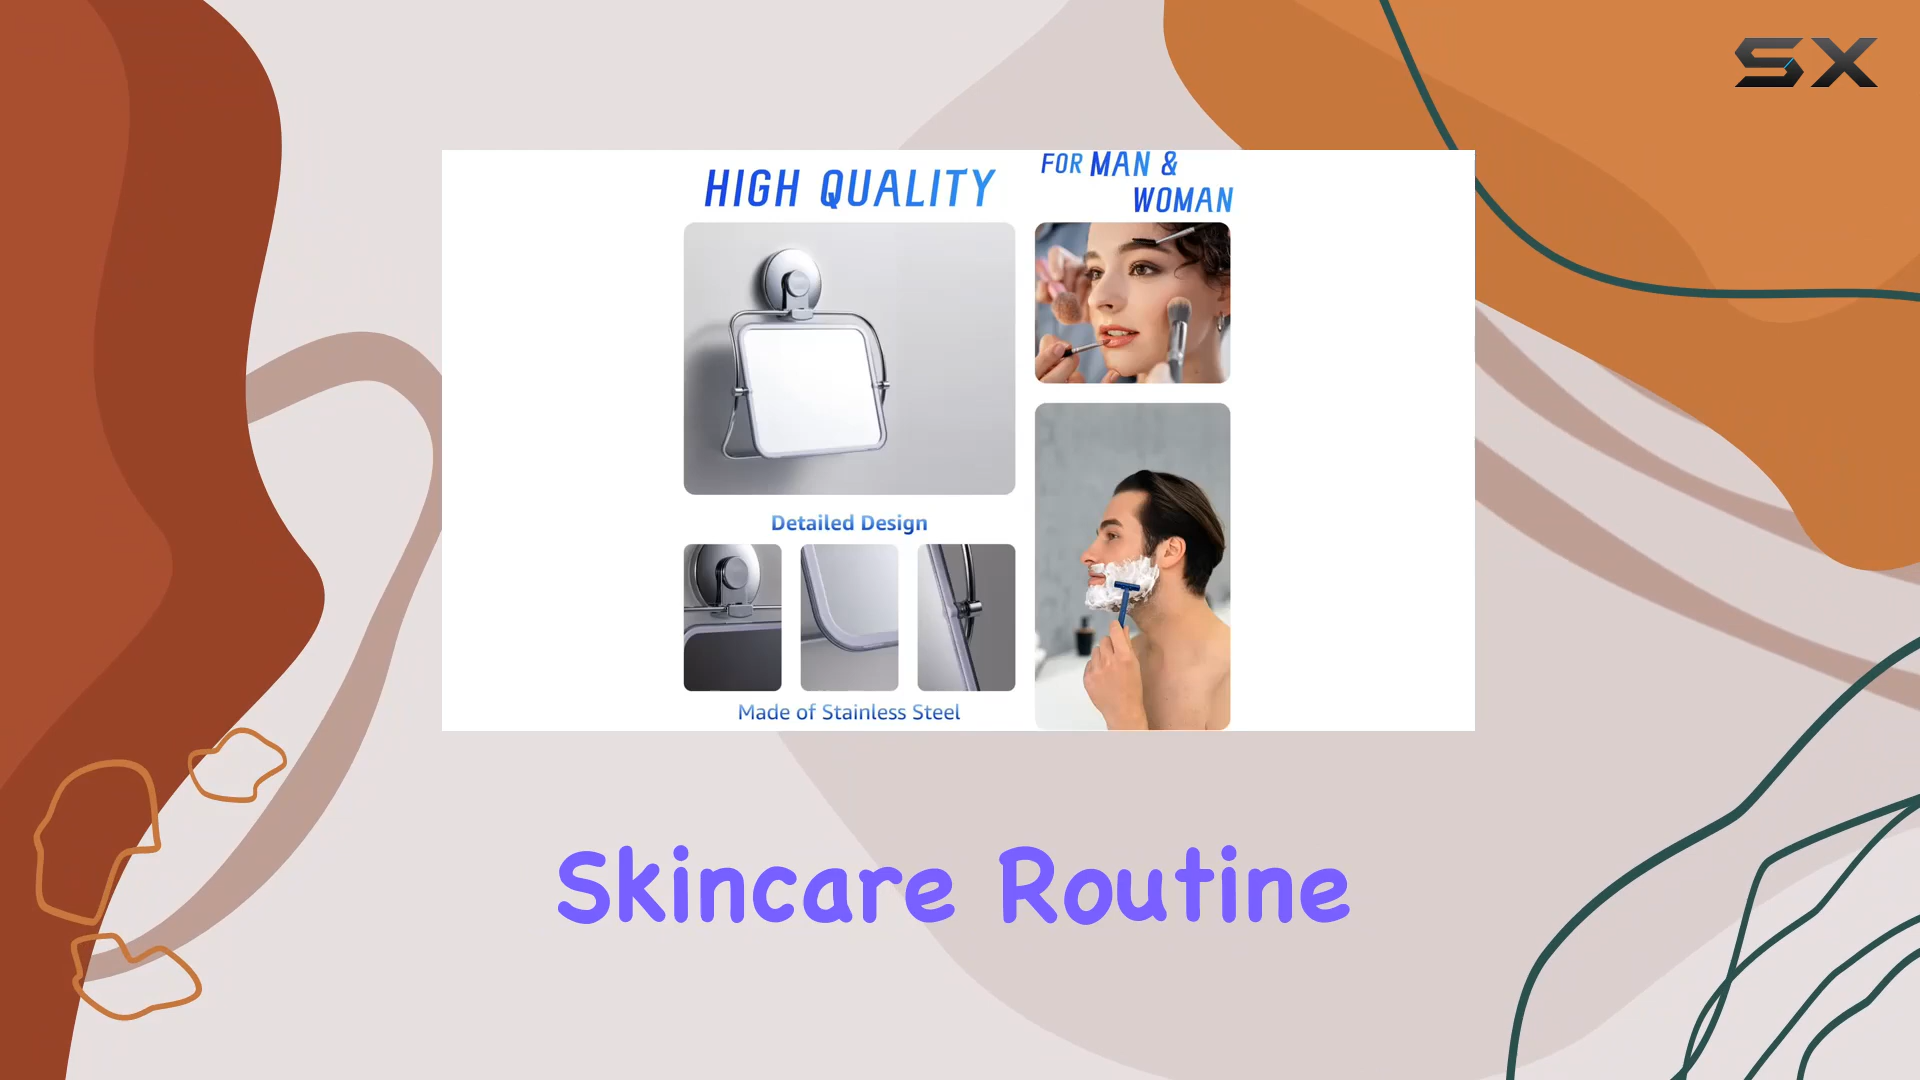 SX
HIGH QUALITY
FOR MAN &
WOMAN
Detailed Design
Made of Stainless Steel
Skincare Routine